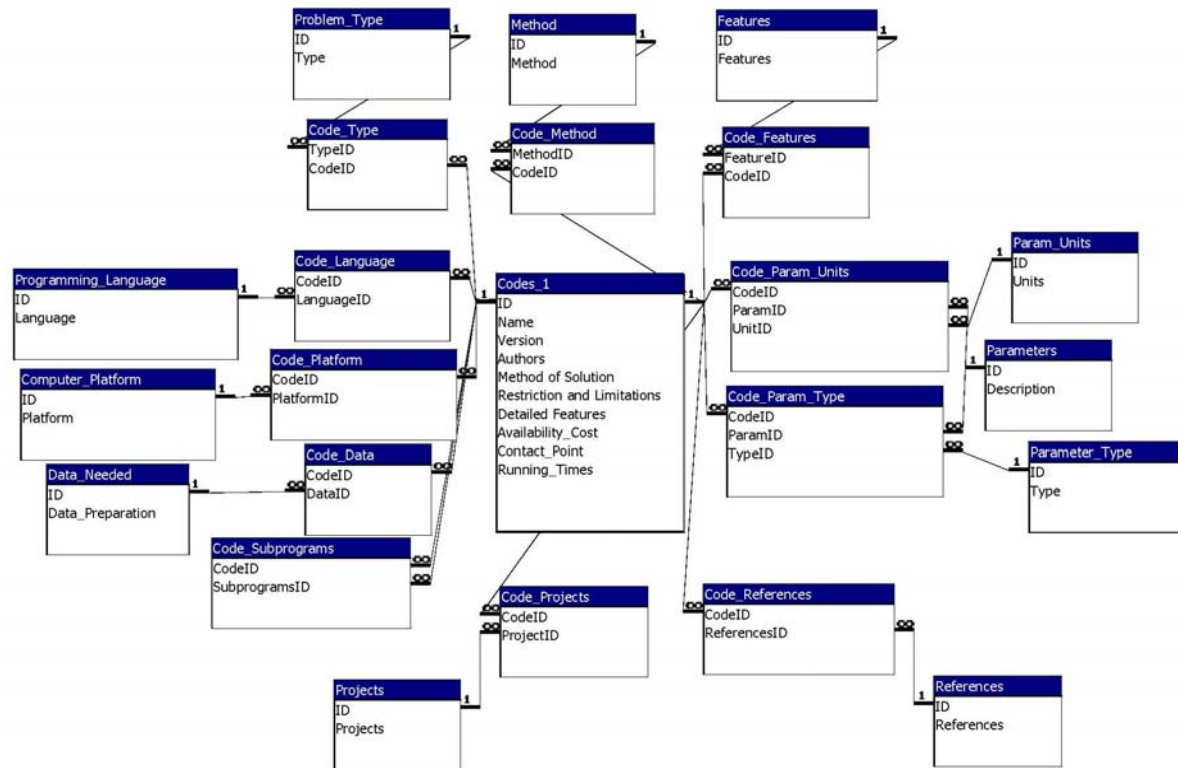 Problem_Type
ID
Type
Method
ID
Method
Features
ID
Features
1
1
1
Code_Type
TypeID
CodeID
∞
∞
Code_Method
MethodID
CodeID
∞
∞
Code_Features
FeatureID
CodeID
∞
∞
Programming_Language
ID
Language
1
Code_Language
CodeID
LanguageID
∞
∞
Computer_Platform
ID
Platform
1
Code_Platform
CodeID
PlatformID
∞
∞
Data_Needed
ID
Data_Preparation
1
Code_Data
CodeID
DataID
∞
∞
Code_Subprograms
CodeID
SubprogramsID
∞
∞
Codes_1
ID
Name
Version
Authors
Method of Solution
Restriction and Limitations
Detailed Features
Availability_Cost
Contact_Point
Running_Times
1
1
Code_Param_Units
CodeID
ParamID
UnitID
∞
∞
∞
Param_Units
ID
Units
1
Parameters
ID
Description
1
Code_Param_Type
CodeID
ParamID
TypeID
∞
∞
∞
Parameter_Type
ID
Type
1
Code_Projects
CodeID
ProjectID
∞
∞
Projects
ID
Projects
1
Code_References
CodeID
ReferencesID
∞
∞
References
ID
References
1